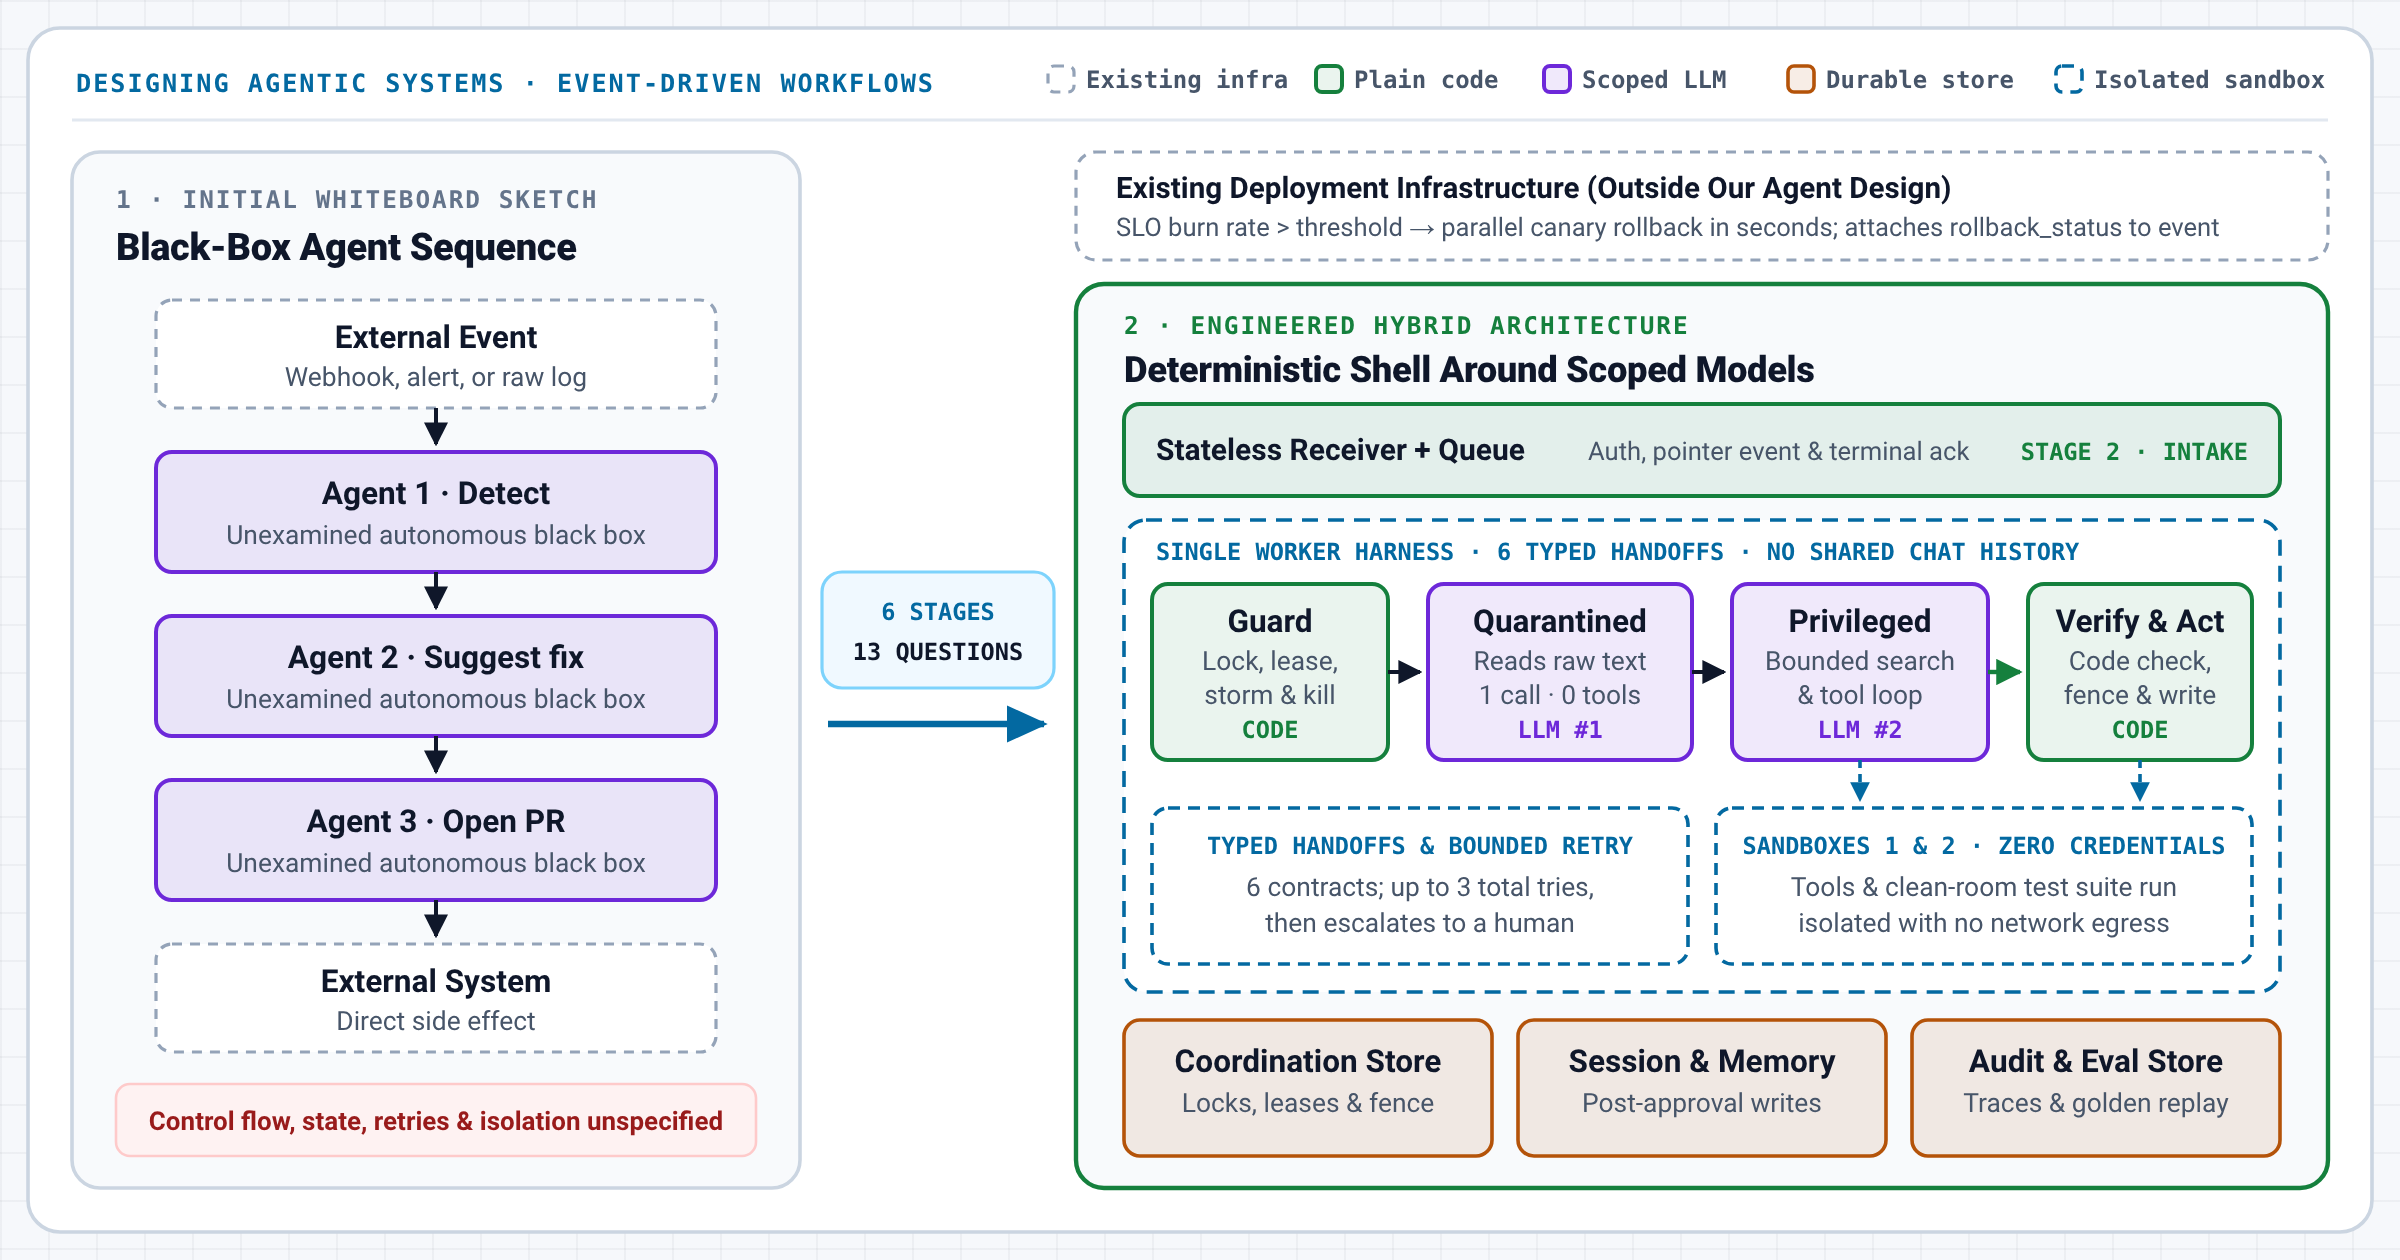 DESIGNING AGENTIC SYSTEMS · EVENT-DRIVEN WORKFLOWS
Existing infra
Plain code
Scoped LLM
Durable store
Isolated sandbox
1 · INITIAL WHITEBOARD SKETCH
Black-Box Agent Sequence
External Event
Webhook, alert, or raw log
Agent 1 · Detect
Unexamined autonomous black box
Agent 2 · Suggest fix
Unexamined autonomous black box
Agent 3 · Open PR
Unexamined autonomous black box
External System
Direct side effect
Control flow, state, retries & isolation unspecified
6 STAGES
13 QUESTIONS
Existing Deployment Infrastructure (Outside Our Agent Design)
SLO burn rate > threshold → parallel canary rollback in seconds; attaches rollback_status to event
2 · ENGINEERED HYBRID ARCHITECTURE
Deterministic Shell Around Scoped Models
Stateless Receiver + Queue
Auth, pointer event & terminal ack
STAGE 2 · INTAKE
SINGLE WORKER HARNESS · 6 TYPED HANDOFFS · NO SHARED CHAT HISTORY
Guard
Lock, lease,
storm & kill
CODE
Quarantined
Reads raw text
1 call · 0 tools
LLM #1
Privileged
Bounded search
& tool loop
LLM #2
Verify & Act
Code check,
fence & write
CODE
TYPED HANDOFFS & BOUNDED RETRY
6 contracts; up to 3 total tries,
then escalates to a human
SANDBOXES 1 & 2 · ZERO CREDENTIALS
Tools & clean-room test suite run
isolated with no network egress
Coordination Store
Locks, leases & fence
Session & Memory
Post-approval writes
Audit & Eval Store
Traces & golden replay